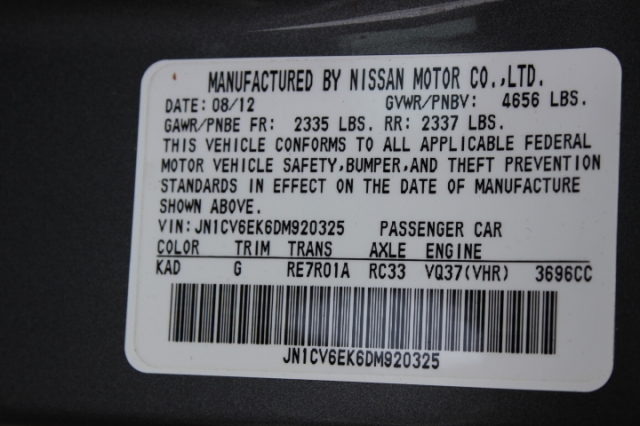 MANUFACTURED BY NISSAN MOTOR CO.,LTD.
DATE: 08/12 GVWR/PNBV: 4656 LBS.
GAWR/PNBE FR: 2335 LBS. RR: 2337 LBS.
THIS VEHICLE CONFORMS TO ALL APPLICABLE FEDERAL
MOTOR VEHICLE SAFETY,BUMPER,AND THEFT PREVENTION
STANDARDS IN EFFECT ON THE DATE OF MANUFACTURE
SHOWN ABOVE.
VIN: JN1CV6EK6DM920325 PASSENGER CAR
COLOR TRIM TRANS AXLE ENGINE
KAD G RE7R01A RC33 VQ37(VHR) 3696CC
JN1CV6EK6DM920325